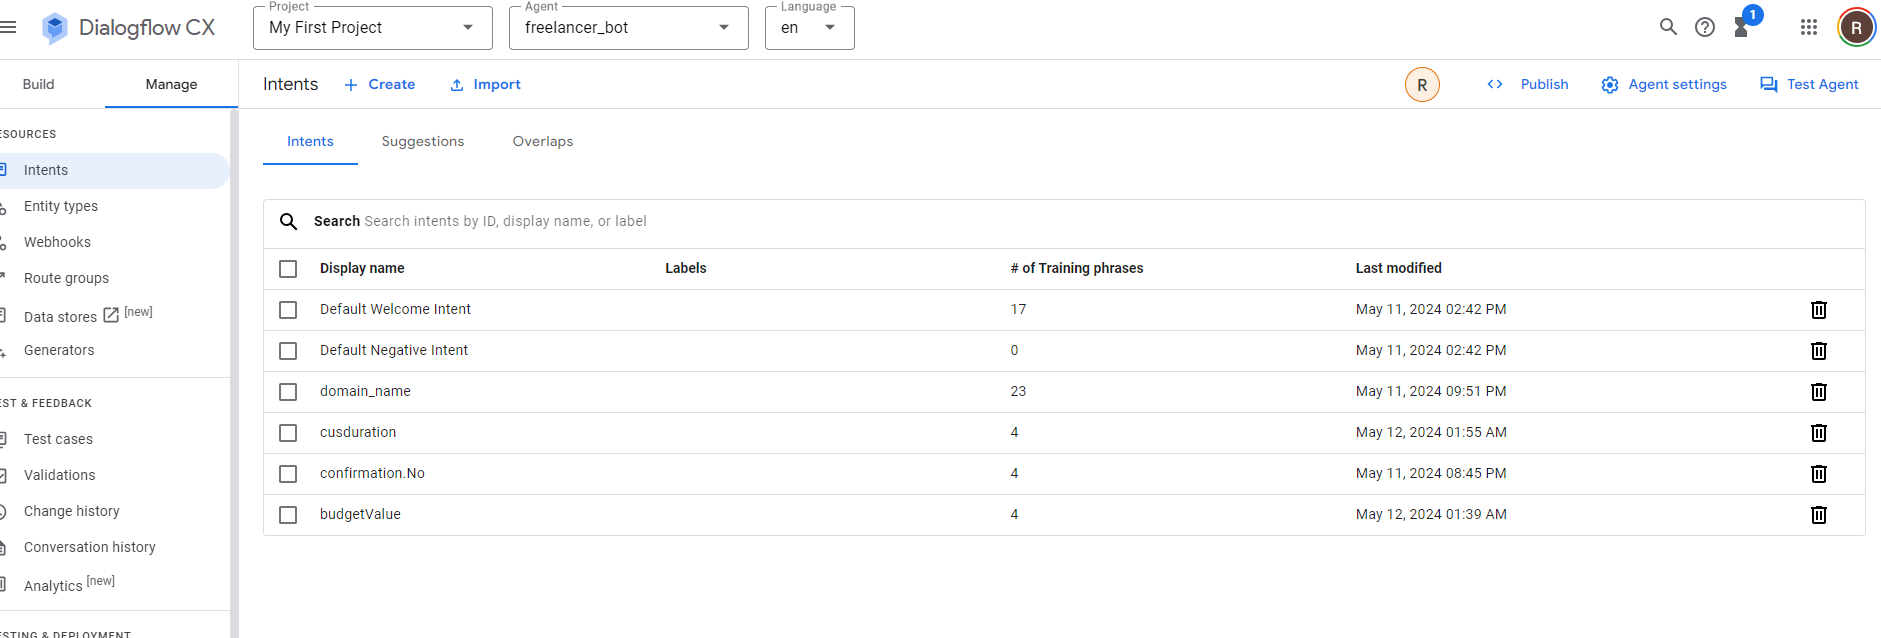 Project
Agent
Language
Dialogflow CX
My First Project
freelancer_bot
en
1
R
Build
Manage
Intents
Create
Import
R
Publish
Agent settings
Test Agent
ESOURCES
Intents
Entity types
Webhooks
Route groups
Data stores [new]
Generators
EST & FEEDBACK
Test cases
Validations
Change history
Conversation history
Analytics [new]
ESTING & DEPLOYMENT
Intents
Suggestions
Overlaps
Search Search intents by ID, display name, or label
Display name Labels # of Training phrases Last modified
Default Welcome Intent 17 May 11, 2024 02:42 PM
Default Negative Intent 0 May 11, 2024 02:42 PM
domain_name 23 May 11, 2024 09:51 PM
cusduration 4 May 12, 2024 01:55 AM
confirmation.No 4 May 11, 2024 08:45 PM
budgetValue 4 May 12, 2024 01:39 AM